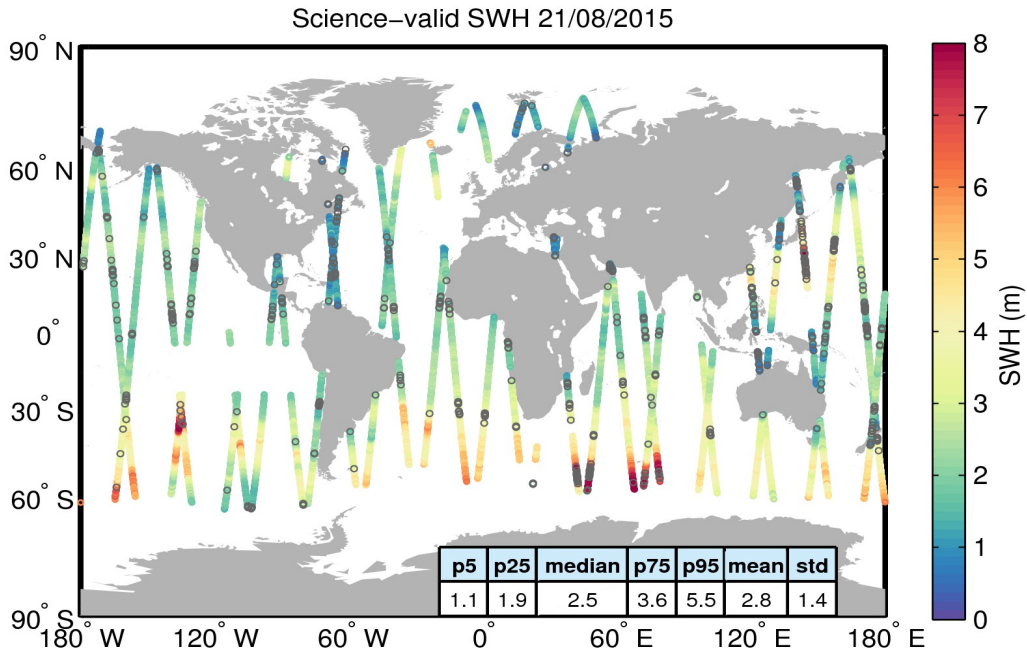 Science−valid SWH 21/08/2015
90° N
60° N
30° N
0°
30° S
60° S
90° S
180° W
120° W
60° W
0°
60° E
120° E
180° E
p5 p25 median p75 p95 mean std
1.1 1.9 2.5 3.6 5.5 2.8 1.4
8
7
6
5
4
3
2
1
0
SWH (m)